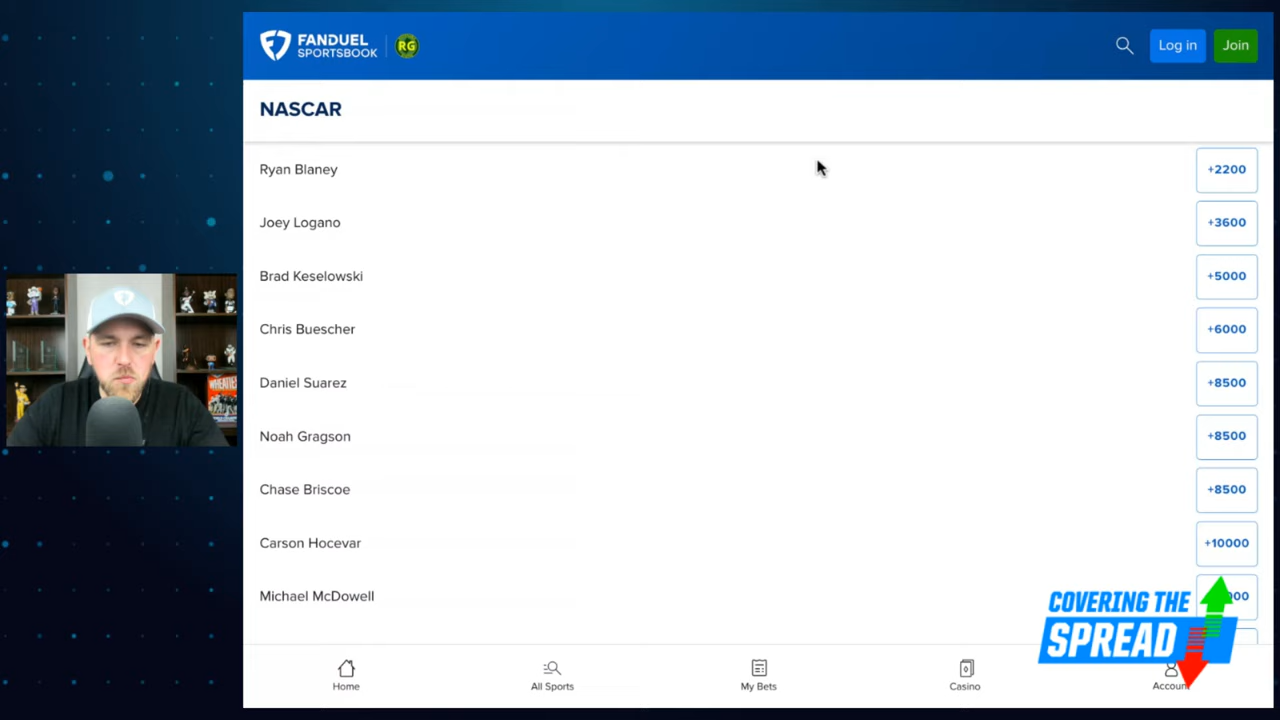 FANDUEL
SPORTSBOOK
RG
Log in
Join
NASCAR
Ryan Blaney
+2200
Joey Logano
+3600
Brad Keselowski
+5000
Chris Buescher
+6000
Daniel Suarez
+8500
Noah Gragson
+8500
Chase Briscoe
+8500
Carson Hocevar
+10000
Michael McDowell
COVERING THE
SPREAD
Home
All Sports
My Bets
Casino
Account
WHEATIES